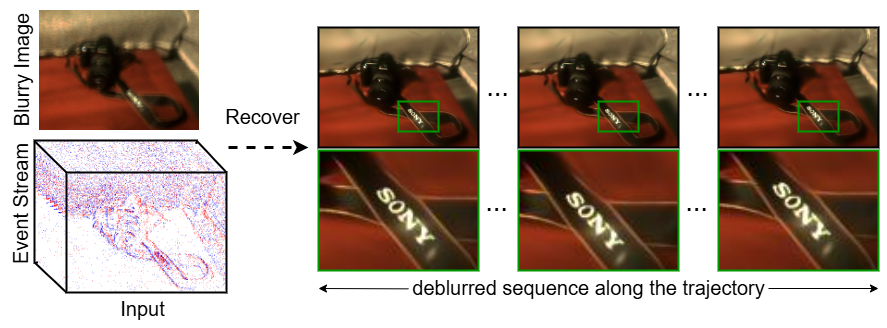 Blurry Image
Event Stream
Input
Recover
SONY
...
SONY
...
SONY
SONY
...
SONY
...
SONY
deblurred sequence along the trajectory